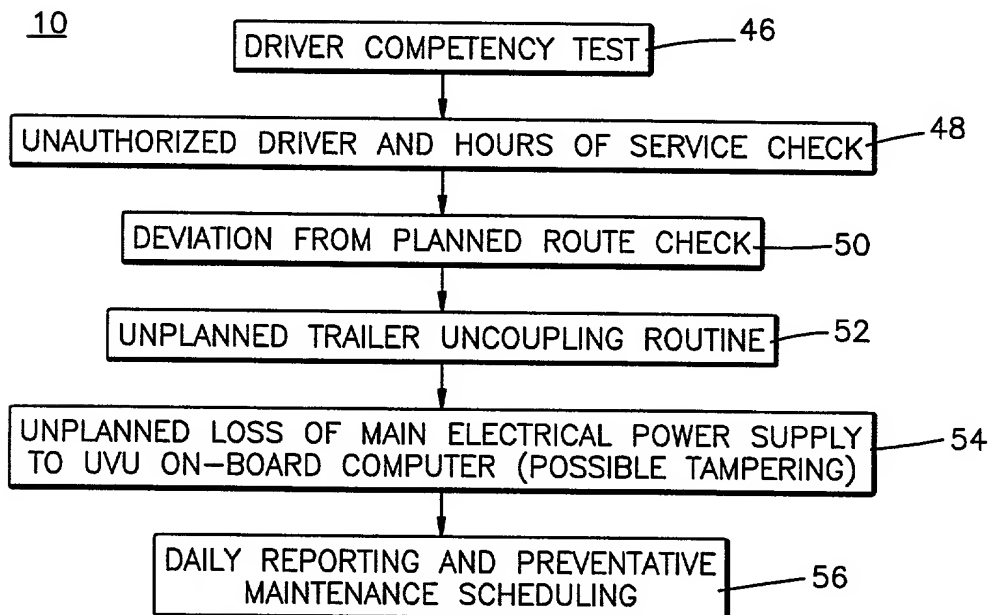 10
DRIVER COMPETENCY TEST
46
UNAUTHORIZED DRIVER AND HOURS OF SERVICE CHECK
48
DEVIATION FROM PLANNED ROUTE CHECK
50
UNPLANNED TRAILER UNCOUPLING ROUTINE
52
UNPLANNED LOSS OF MAIN ELECTRICAL POWER SUPPLY
TO UVU ON-BOARD COMPUTER (POSSIBLE TAMPERING)
54
DAILY REPORTING AND PREVENTATIVE
MAINTENANCE SCHEDULING
56